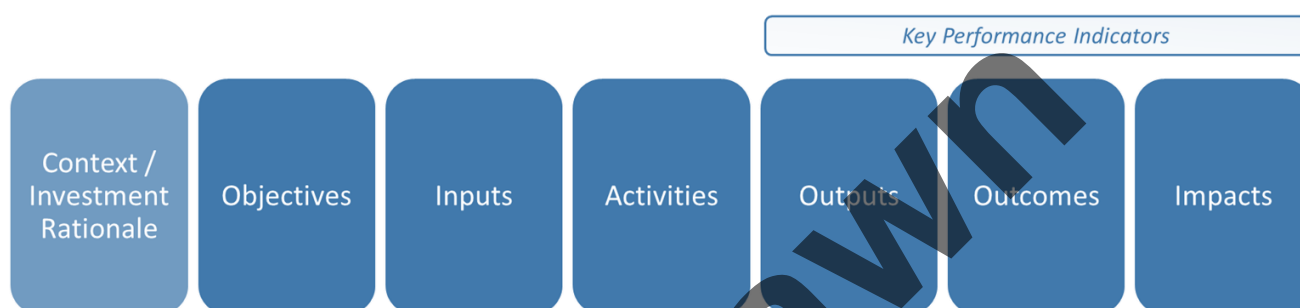 Key Performance Indicators
Context /
Investment
Rationale
Objectives
Inputs
Activities
Outputs
Outcomes
Impacts